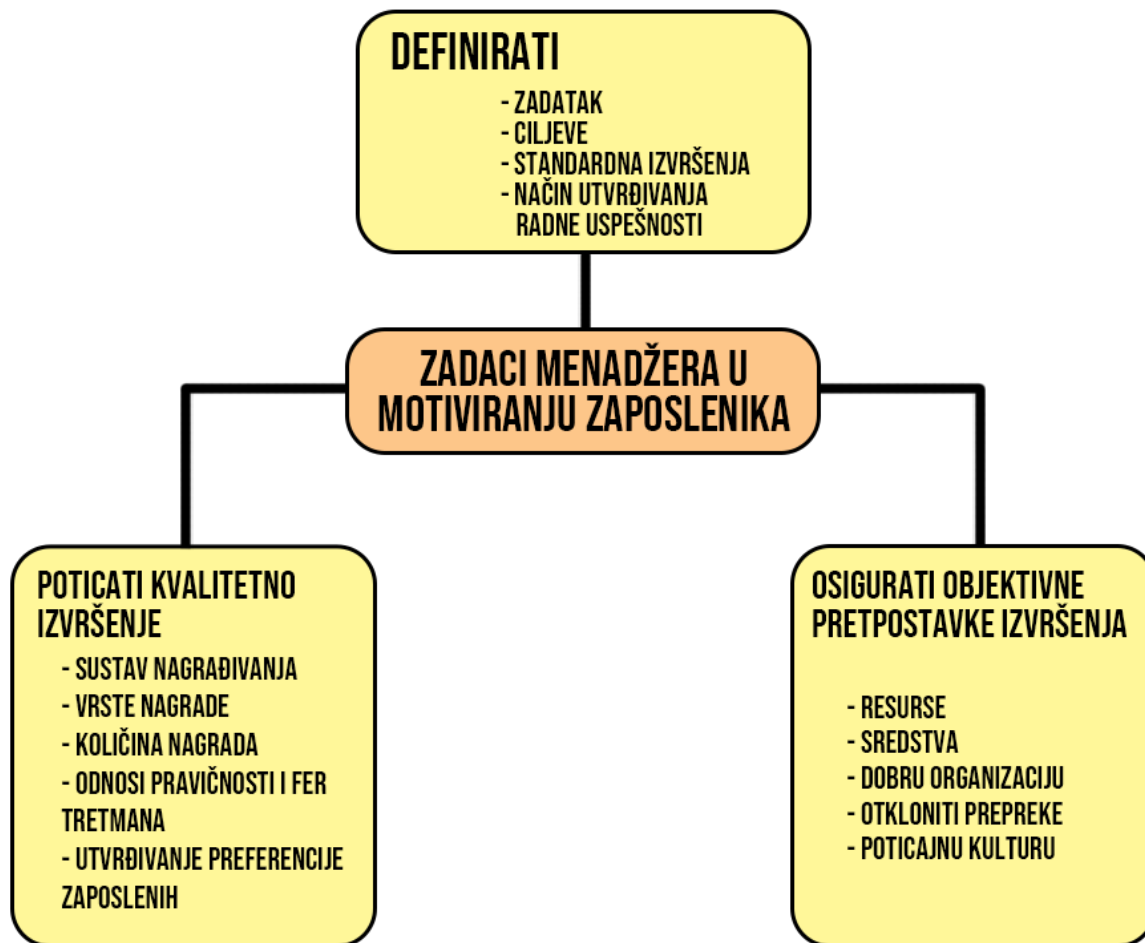 DEFINIRATI
- ZADATAK
- CILJEVE
- STANDARDNA IZVRŠENJA
- NAČIN UTVRĐIVANJA
RADNE USPEŠNOSTI
ZADACI MENADŽERA U
MOTIVIRANJU ZAPOSLENIKA
POTICATI KVALITETNO
IZVRŠENJE
- SUSTAV NAGRAĐIVANJA
- VRSTE NAGRADE
- KOLIČINA NAGRADA
- ODNOSI PRAVIČNOSTI I FER
TRETMANA
- UTVRĐIVANJE PREFERENCIJE
ZAPOSLENIH
OSIGURATI OBJEKTIVNE
PRETPOSTAVKE IZVRŠENJA
- RESURSE
- SREDSTVA
- DOBRU ORGANIZACIJU
- OTKLONITI PREPREKE
- POTICAJNU KULTURU